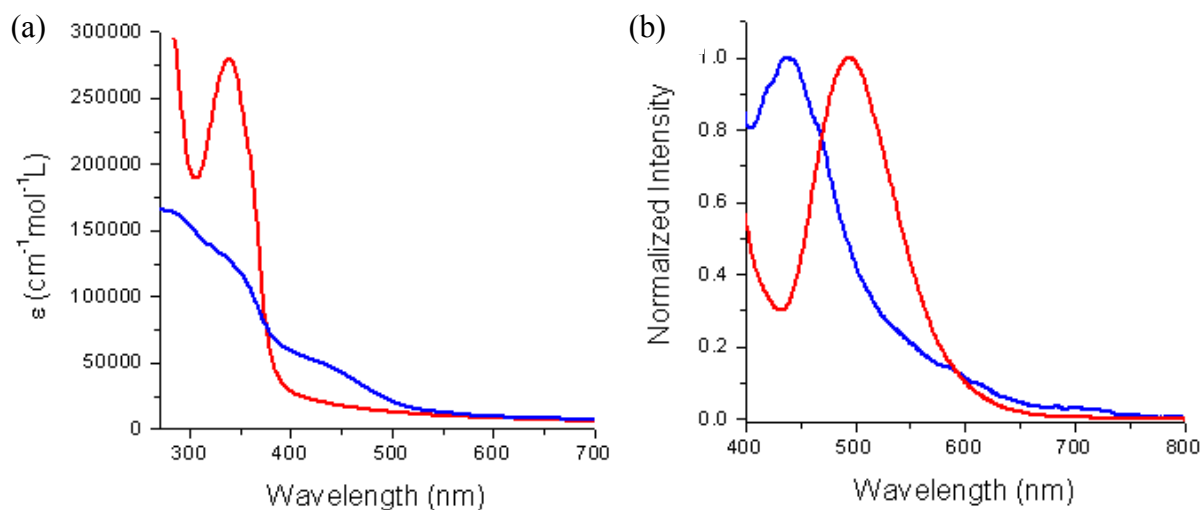 (a)
ε (cm⁻¹mol⁻¹L)
300000
250000
200000
150000
100000
50000
0
300 400 500 600 700
Wavelength (nm)
(b)
Normalized Intensity
1.0
0.8
0.6
0.4
0.2
0.0
400 500 600 700 800
Wavelength (nm)